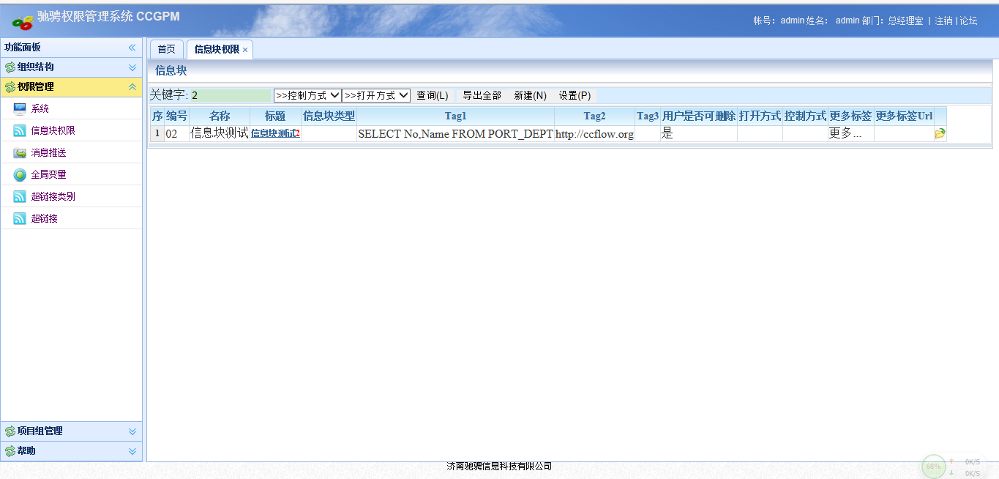 驰骋权限管理系统 CCGPM
帐号： admin 姓名： admin 部门：总经理室 | 注销 | 论坛
功能面板
组织结构
权限管理
系统
信息块权限
消息推送
全局变量
超链接类别
超链接
项目组管理
帮助
首页 信息块权限 ×
信息块
关键字: 2 >>控制方式 >>打开方式 查询(L) 导出全部 新建(N) 设置(P)
序 编号 名称 标题 信息块类型 Tag1 Tag2 Tag3 用户是否可删除 打开方式 控制方式 更多标签 更多标签Url
1 02 信息块测试 信息块测试2 SELECT No,Name FROM PORT_DEPT http://ccflow.org 是 更多...
济南驰骋信息科技有限公司
68% ↑ 0K/S
↓ 0K/S